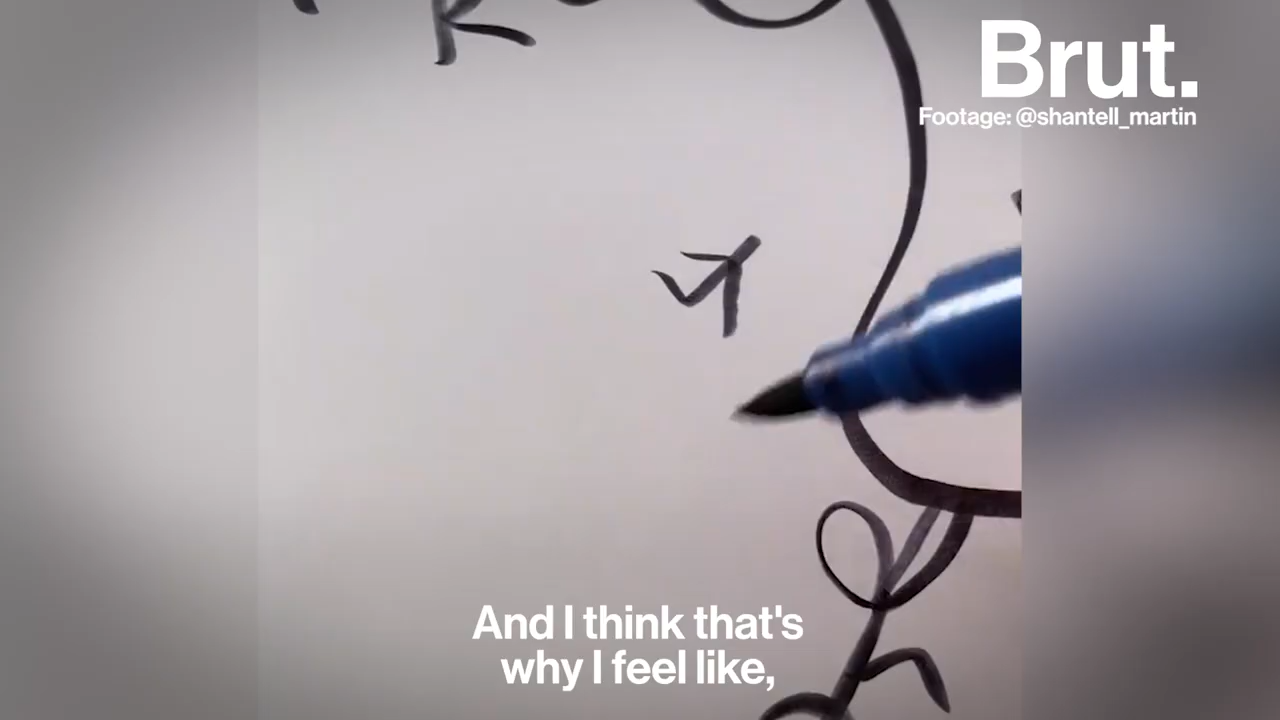 Brut.
Footage: @shantell_martin
And I think that's
why I feel like,